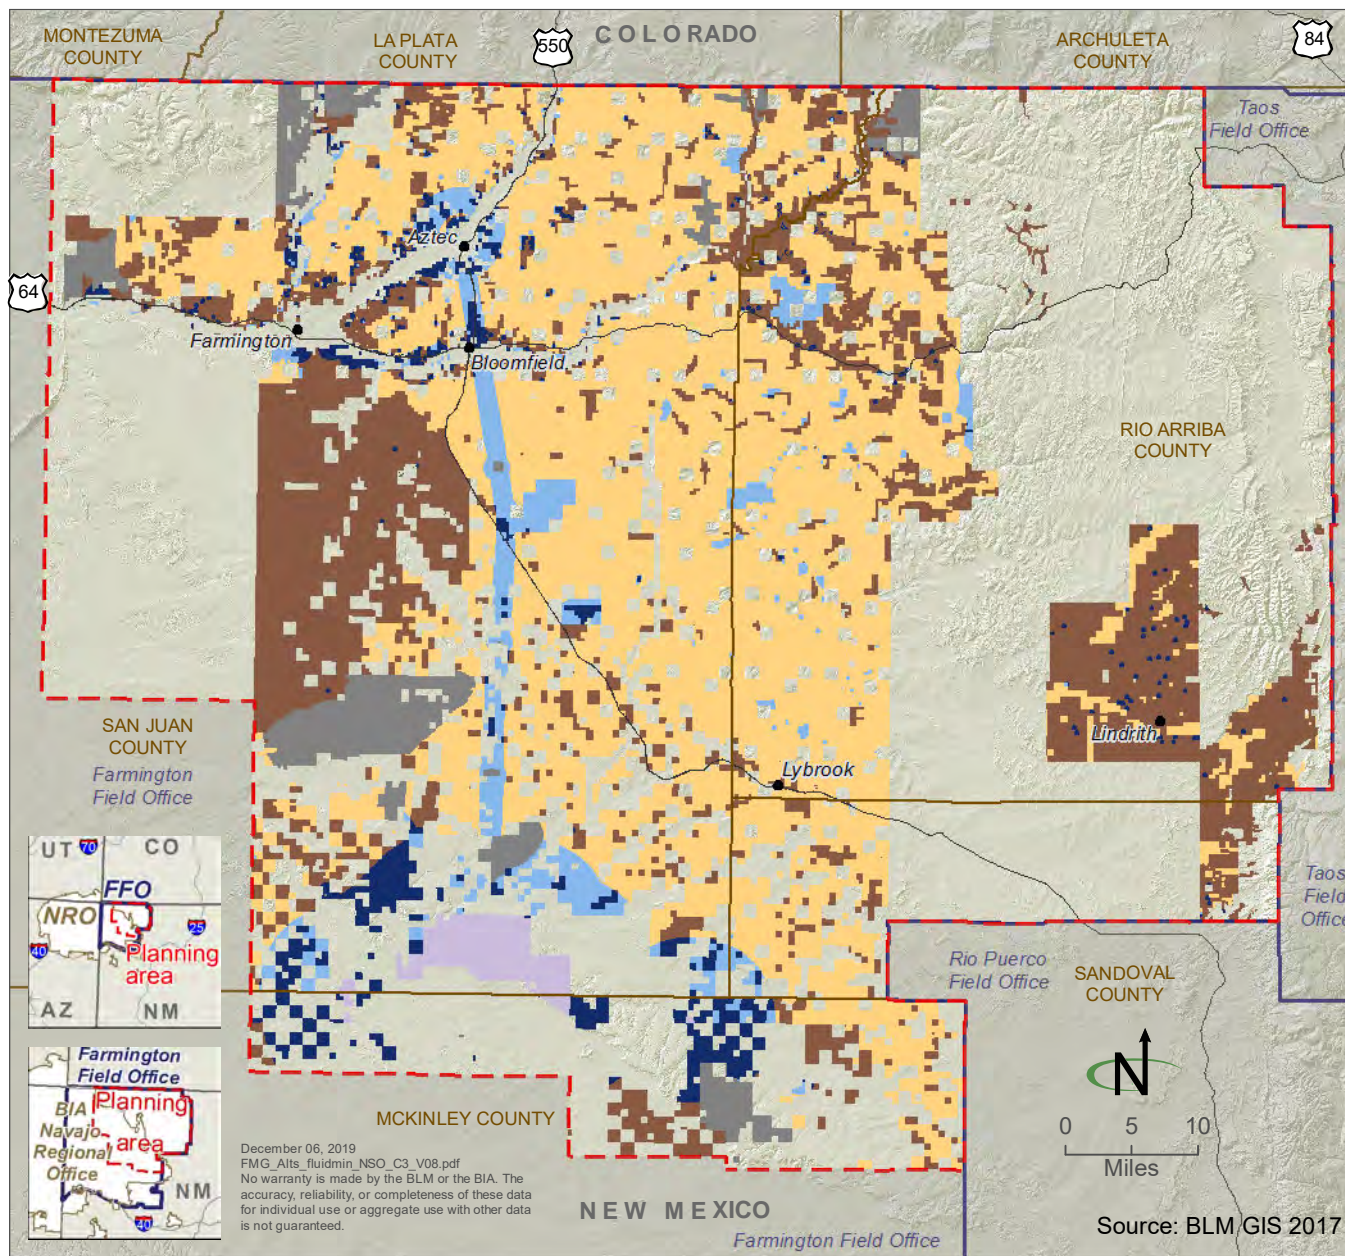 MONTEZUMA
COUNTY
LA PLATA
COUNTY
550
COLORADO
ARCHULETA
COUNTY
84
Taos
Field Office
Aztec
64
Farmington
Bloomfield
RIO ARRIBA
COUNTY
Lindrith
SAN JUAN
COUNTY
Farmington
Field Office
Lybrook
UT
70
CO
FFO
NRO
25
40
Planning
area
AZ
NM
Taos
Field
Office
Rio Puerco
Field Office
SANDOVAL
COUNTY
N
0 5 10
Miles
Farmington
Field Office
BIA
Navajo
Regional
Office
Planning
area
NM
40
MCKINLEY COUNTY
December 06, 2019
FMG_Alts_fluidmin_NSO_C3_V08.pdf
No warranty is made by the BLM or the BIA. The
accuracy, reliability, or completeness of these data
for individual use or aggregate use with other data
is not guaranteed.
NEW MEXICO
Farmington Field Office
Source: BLM GIS 2017